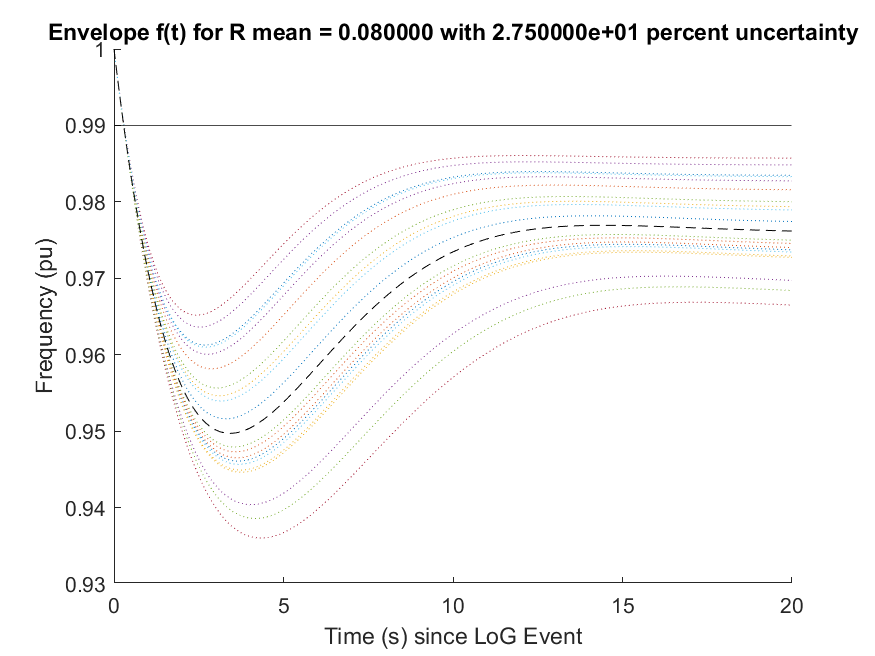 Envelope f(t) for R mean = 0.080000 with 2.750000e+01 percent uncertainty
1
0.99
0.98
0.97
0.96
0.95
0.94
0.93
Frequency (pu)
0 5 10 15 20
Time (s) since LoG Event